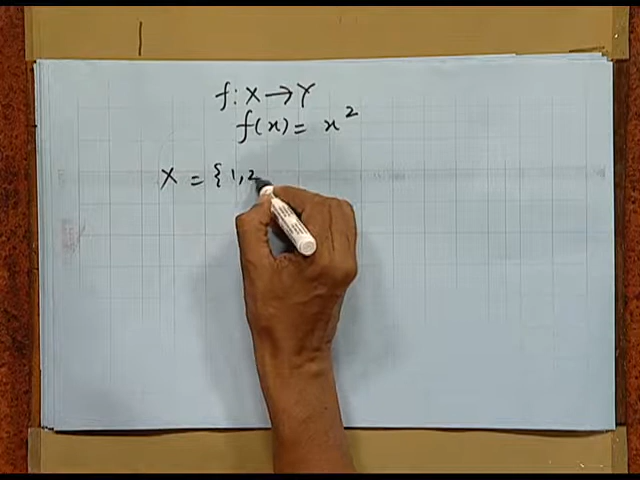 f: X → Y
f(x) = x²
X = { 1, 2